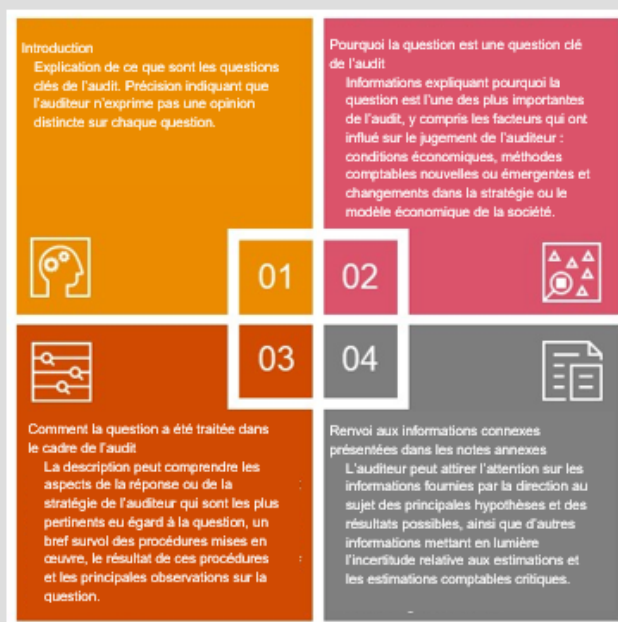 Introduction
Explication de ce que sont les questions
clés de l'audit. Précision indiquant que
l'auditeur n'exprime pas une opinion
distincte sur chaque question.
01
Pourquoi la question est une question clé
de l'audit
Informations expliquant pourquoi la
question est l'une des plus importantes
de l'audit, y compris les facteurs qui ont
influé sur le jugement de l'auditeur :
conditions économiques, méthodes
comptables nouvelles ou émergentes et
changements dans la stratégie ou le
modèle économique de la société.
02
03
Comment la question a été traitée dans
le cadre de l'audit
La description peut comprendre les
aspects de la réponse ou de la
stratégie de l'auditeur qui sont les plus
pertinents eu égard à la question, un
bref survol des procédures mises en
œuvre, le résultat de ces procédures
et les principales observations sur la
question.
04
Renvoi aux informations connexes
présentées dans les notes annexes
L'auditeur peut attirer l'attention sur les
informations fournies par la direction au
sujet des principales hypothèses et des
résultats possibles, ainsi que d'autres
informations mettant en lumière
l'incertitude relative aux estimations et
les estimations comptables critiques.